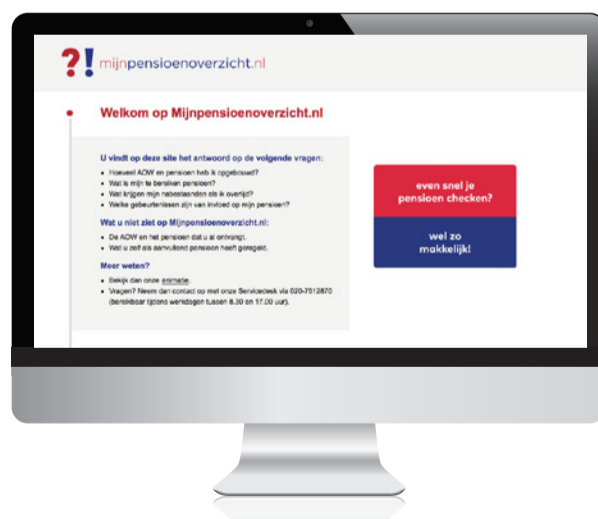 ?! mijnpensioenoverzicht.nl
Welkom op Mijnpensioenoverzicht.nl
U vindt op deze site het antwoord op de volgende vragen:
• Hoeveel AOW en pensioen heb ik opgebouwd?
• Wat is mijn te bereiken pensioen?
• Wat krijgen mijn nabestaanden als ik overlijd?
• Welke gebeurtenissen zijn van invloed op mijn pensioen?
Wat u niet ziet op Mijnpensioenoverzicht.nl:
• De AOW en het pensioen dat u al ontvangt.
• Wat u zelf als aanvullend pensioen heeft geregeld.
Meer weten?
• Bekijk dan onze animatie.
• Vragen? Neem dan contact op met onze Servicedesk via 020-7512870
(bereikbaar tijdens werkdagen tussen 8.30 en 17.00 uur).
even snel je
pensioen checken?
wel zo
makkelijk!